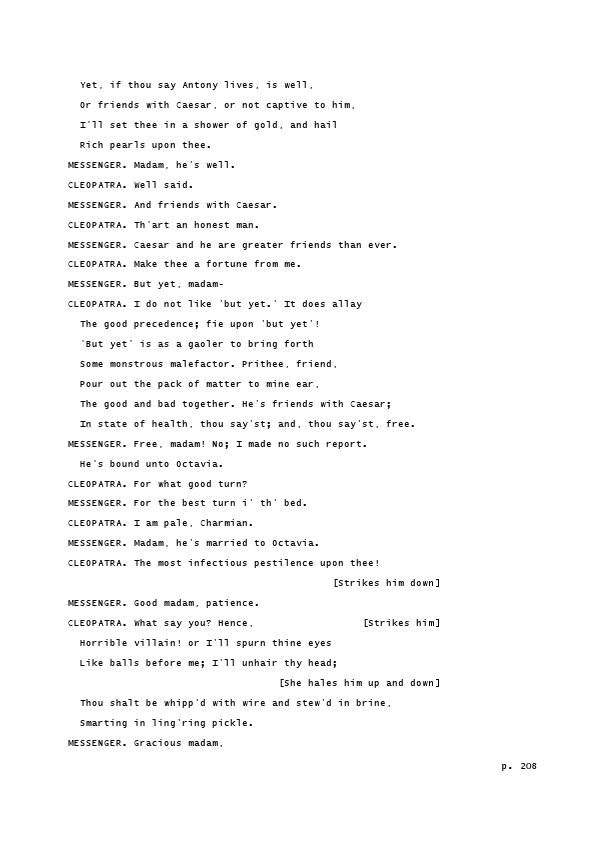 Yet, if thou say Antony lives, is well,
Or friends with Caesar, or not captive to him,
I'll set thee in a shower of gold, and hail
Rich pearls upon thee.
MESSENGER. Madam, he's well.
CLEOPATRA. Well said.
MESSENGER. And friends with Caesar.
CLEOPATRA. Th'art an honest man.
MESSENGER. Caesar and he are greater friends than ever.
CLEOPATRA. Make thee a fortune from me.
MESSENGER. But yet, madam-
CLEOPATRA. I do not like 'but yet.' It does allay
The good precedence; fie upon 'but yet'!
'But yet' is as a gaoler to bring forth
Some monstrous malefactor. Prithee, friend,
Pour out the pack of matter to mine ear,
The good and bad together. He's friends with Caesar;
In state of health, thou say'st; and, thou say'st, free.
MESSENGER. Free, madam! No; I made no such report.
He's bound unto Octavia.
CLEOPATRA. For what good turn?
MESSENGER. For the best turn i' th' bed.
CLEOPATRA. I am pale, Charmian.
MESSENGER. Madam, he's married to Octavia.
CLEOPATRA. The most infectious pestilence upon thee!
[Strikes him down]
MESSENGER. Good madam, patience.
CLEOPATRA. What say you? Hence, [Strikes him]
Horrible villain! or I'll spurn thine eyes
Like balls before me; I'll unhair thy head;
[She hales him up and down]
Thou shalt be whipp'd with wire and stew'd in brine,
Smarting in ling'ring pickle.
MESSENGER. Gracious madam,
p. 208